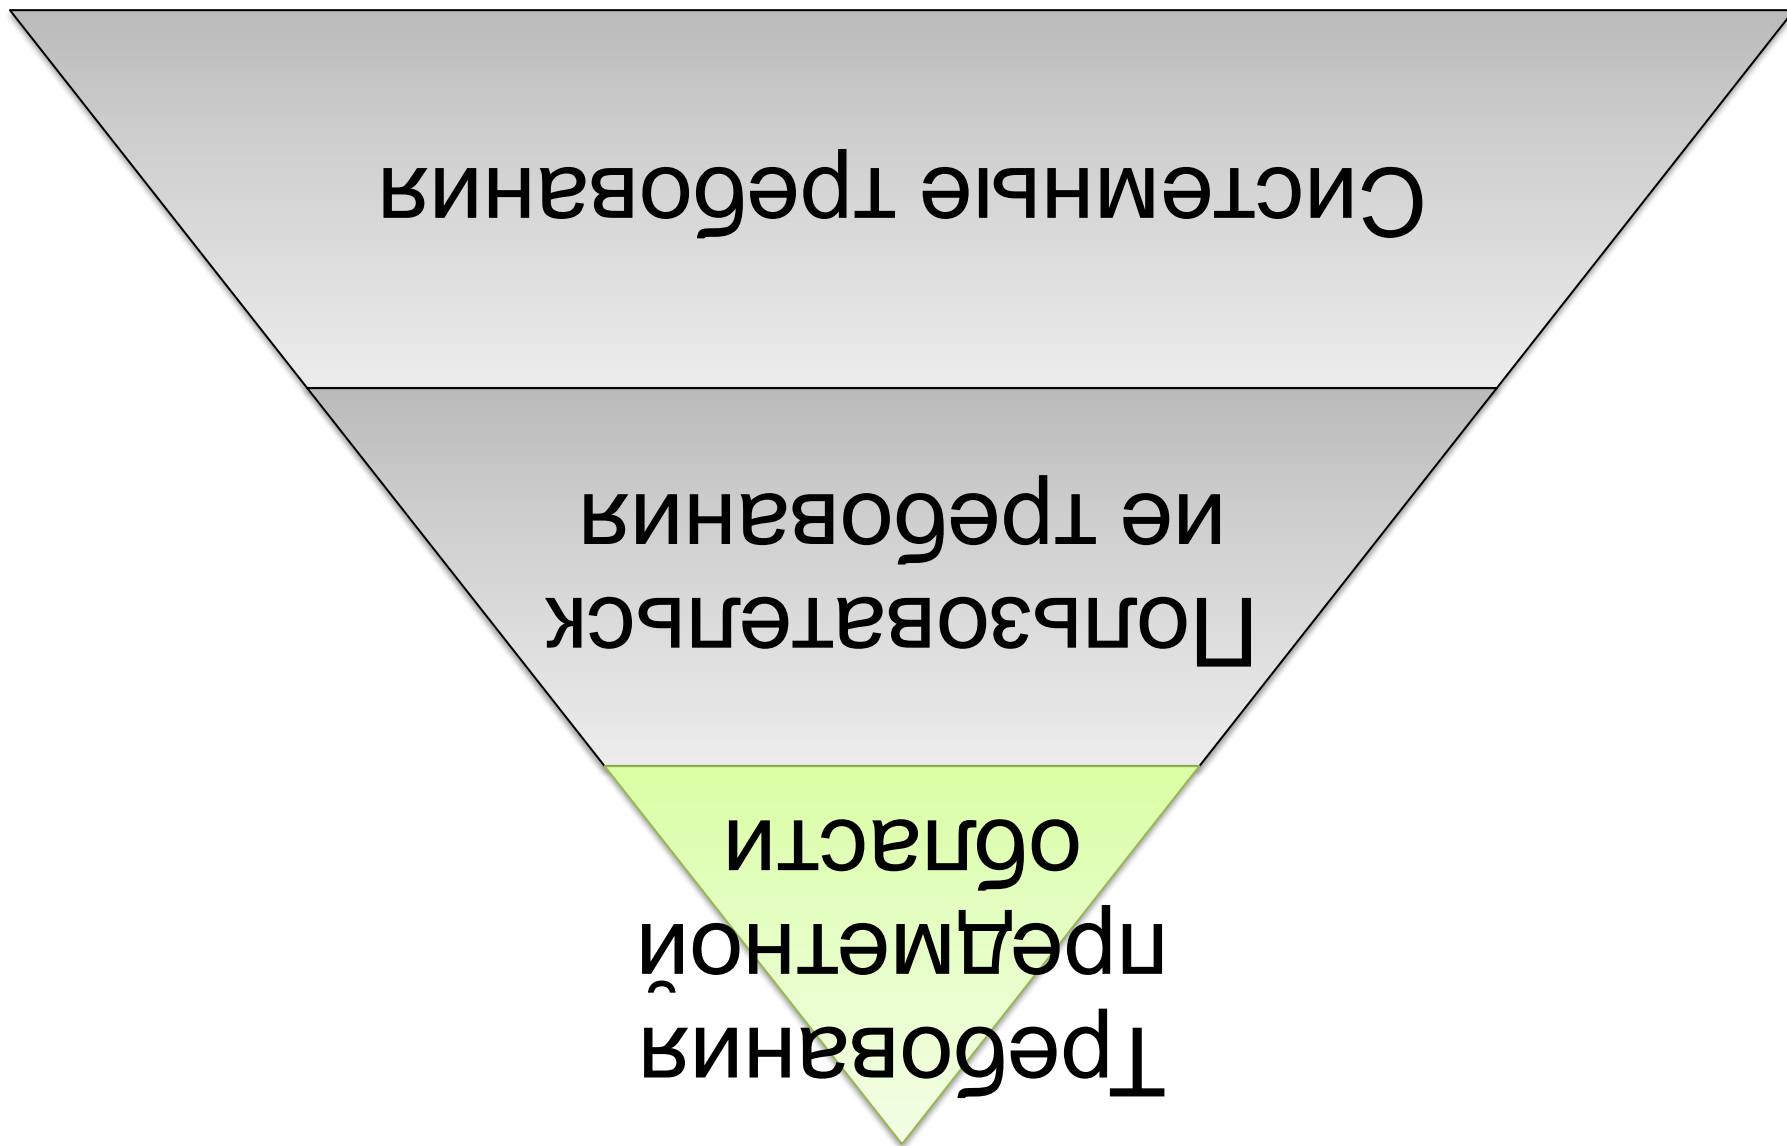 Требования
предметной
области
Пользовательск
ие требования
Системные требования